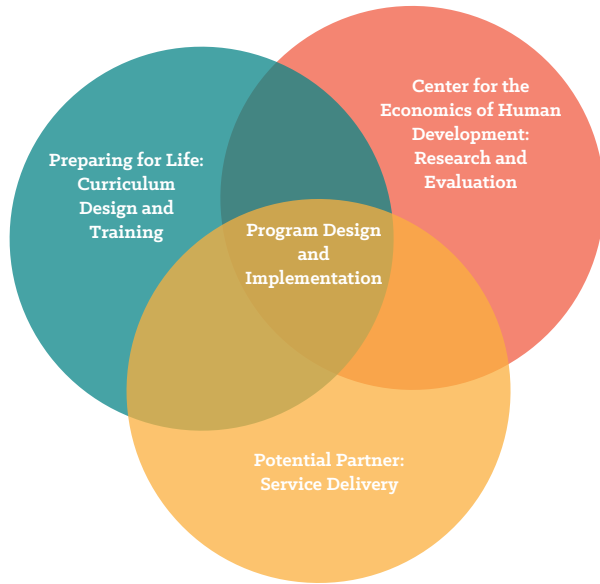 Center for the
Economics of Human
Development:
Research and
Evaluation
Preparing for Life:
Curriculum
Design and
Training
Program Design
and
Implementation
Potential Partner:
Service Delivery